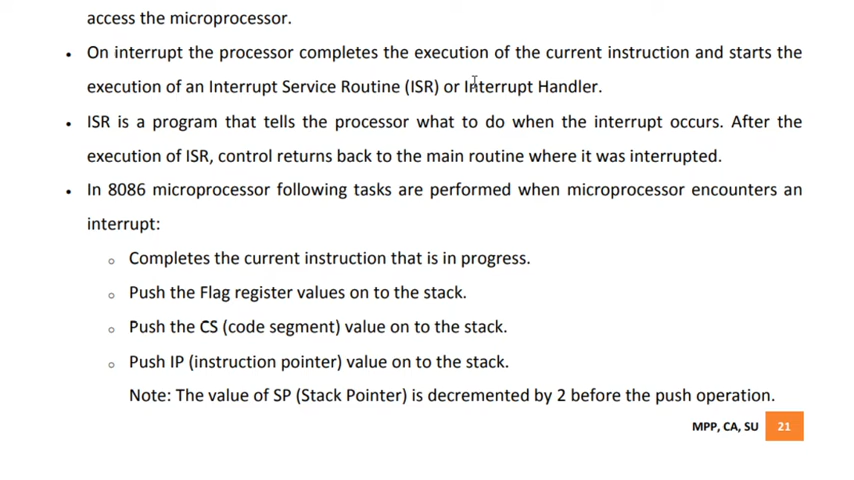 access the microprocessor.
• On interrupt the processor completes the execution of the current instruction and starts the
execution of an Interrupt Service Routine (ISR) or Interrupt Handler.
• ISR is a program that tells the processor what to do when the interrupt occurs. After the
execution of ISR, control returns back to the main routine where it was interrupted.
• In 8086 microprocessor following tasks are performed when microprocessor encounters an
interrupt:
o Completes the current instruction that is in progress.
o Push the Flag register values on to the stack.
o Push the CS (code segment) value on to the stack.
o Push IP (instruction pointer) value on to the stack.
Note: The value of SP (Stack Pointer) is decremented by 2 before the push operation.
MPP, CA, SU 21